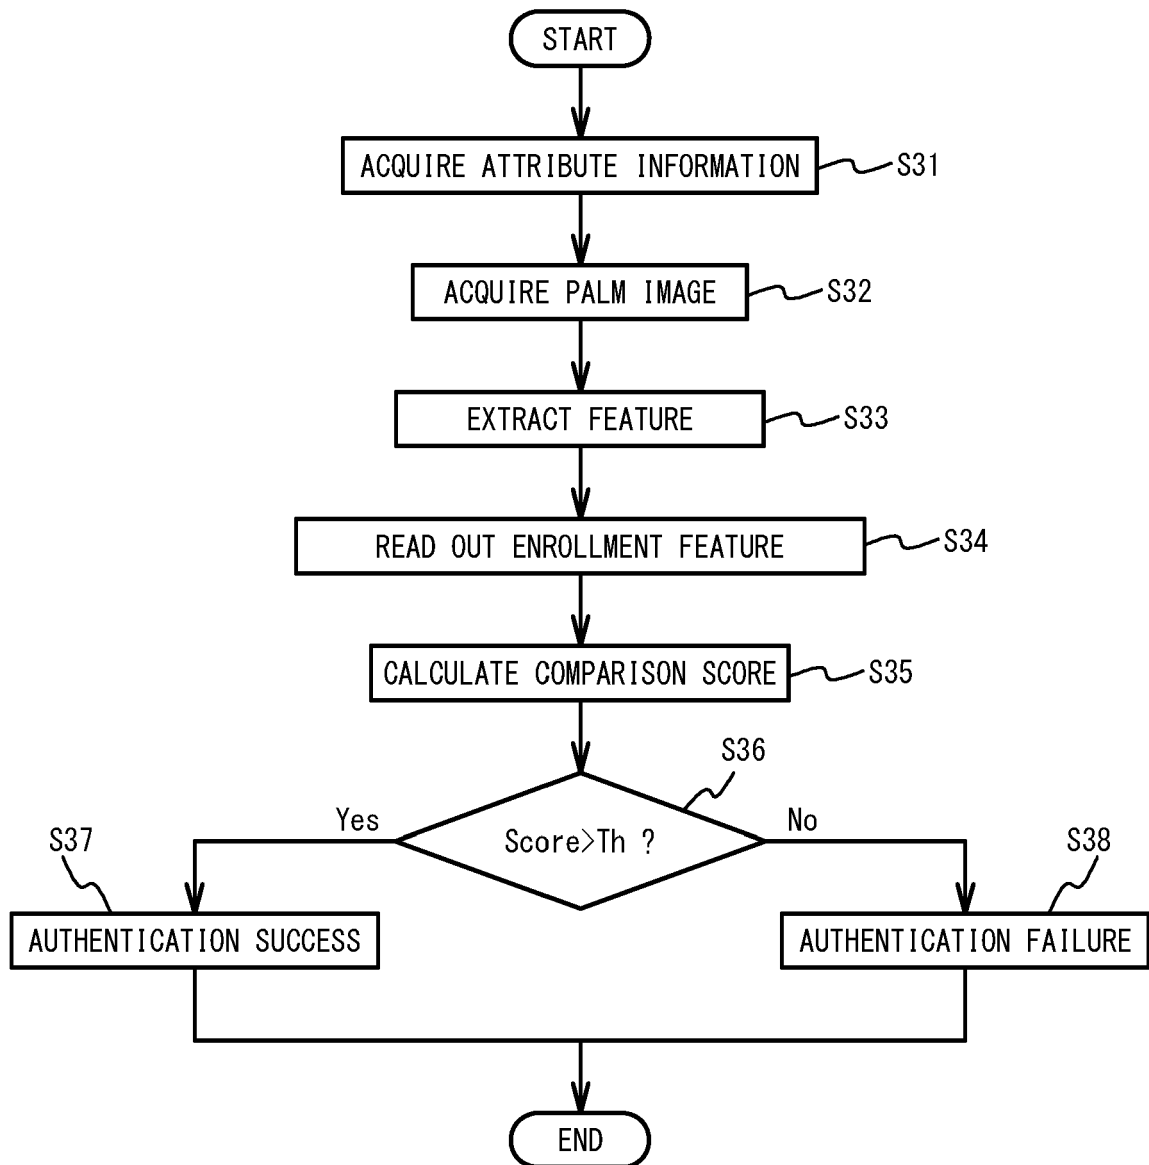 START
ACQUIRE ATTRIBUTE INFORMATION
S31
ACQUIRE PALM IMAGE
S32
EXTRACT FEATURE
S33
READ OUT ENROLLMENT FEATURE
S34
CALCULATE COMPARISON SCORE
S35
S36
Score>Th ?
Yes
No
S37
AUTHENTICATION SUCCESS
S38
AUTHENTICATION FAILURE
END